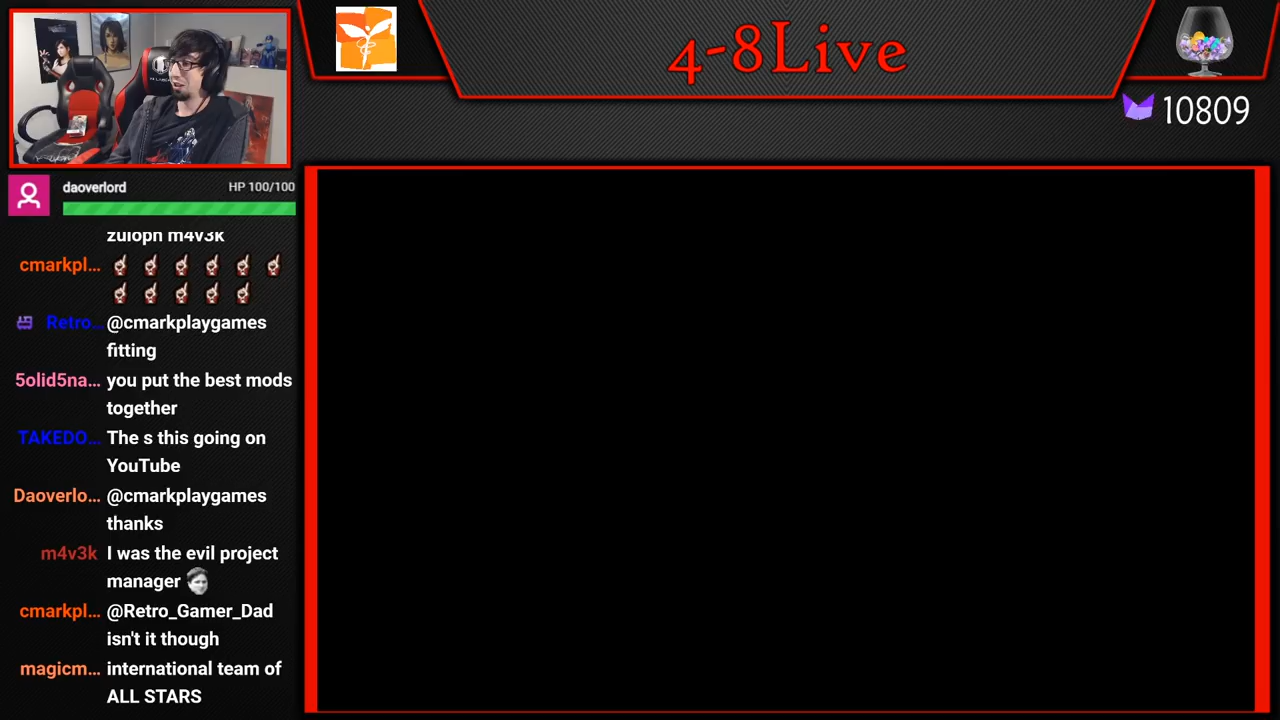 4-8Live
10809
daoverlord HP 100/100
zuloph m4v3k
cmarkpl...
Retro... @cmarkplaygames
fitting
5olid5na... you put the best mods
together
TAKEDO... The s this going on
YouTube
Daoverlo... @cmarkplaygames
thanks
m4v3k I was the evil project
manager
cmarkpl... @Retro_Gamer_Dad
isn't it though
magicm... international team of
ALL STARS